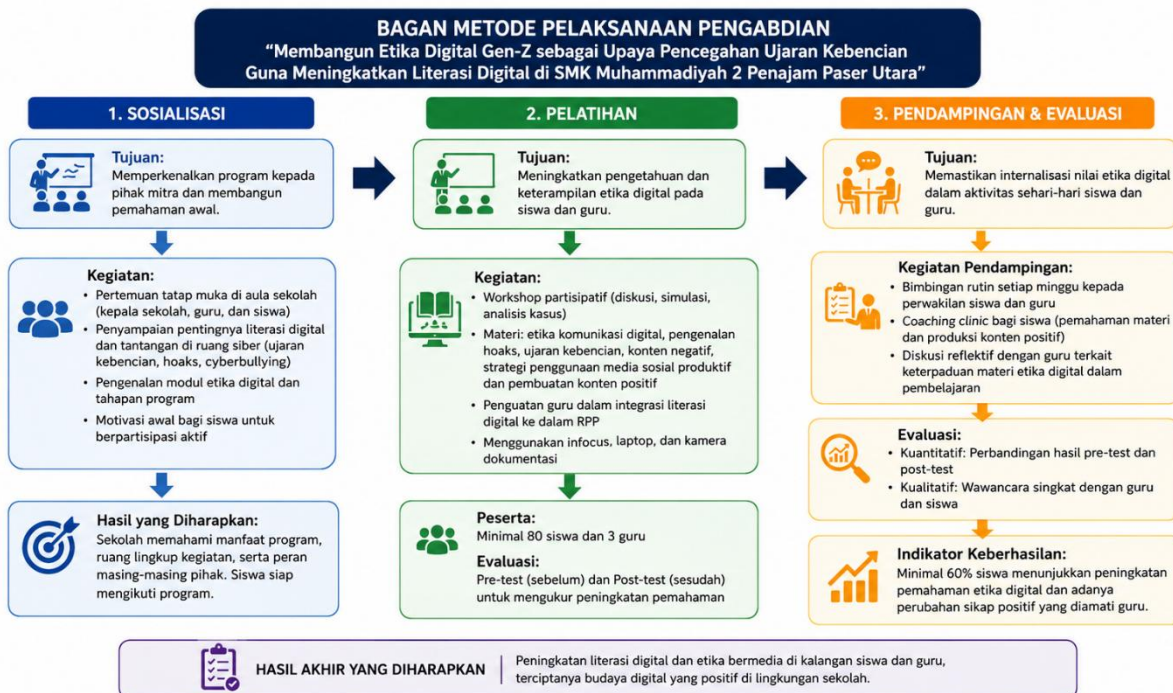 BAGAN METODE PELAKSANAAN PENGABDIAN
“Membangun Etika Digital Gen-Z sebagai Upaya Pencegahan Ujaran Kebencian
Guna Meningkatkan Literasi Digital di SMK Muhammadiyah 2 Penajam Paser Utara”
1. SOSIALISASI
Tujuan:
Memperkenalkan program kepada
pihak mitra dan membangun
pemahaman awal.
Kegiatan:
• Pertemuan tatap muka di aula sekolah
(kepala sekolah, guru, dan siswa)
• Penyampaian pentingnya literasi digital
dan tantangan di ruang siber (ujaran
kebencian, hoaks, cyberbullying)
• Pengenalan modul etika digital dan
tahapan program
• Motivasi awal bagi siswa untuk
berpartisipasi aktif
Hasil yang Diharapkan:
Sekolah memahami manfaat program,
ruang lingkup kegiatan, serta peran
masing-masing pihak. Siswa siap
mengikuti program.
2. PELATIHAN
Tujuan:
Meningkatkan pengetahuan dan
keterampilan etika digital pada
siswa dan guru.
Kegiatan:
• Workshop partisipatif (diskusi, simulasi,
analisis kasus)
• Materi: etika komunikasi digital, pengenalan
hoaks, ujaran kebencian, konten negatif,
strategi penggunaan media sosial produktif
dan pembuatan konten positif
• Penguatan guru dalam integrasi literasi
digital ke dalam RPP
• Menggunakan infocus, laptop, dan kamera
dokumentasi
Peserta:
Minimal 80 siswa dan 3 guru
Evaluasi:
Pre-test (sebelum) dan Post-test (sesudah)
untuk mengukur peningkatan pemahaman
3. PENDAMPINGAN & EVALUASI
Tujuan:
Memastikan internalisasi nilai etika digital
dalam aktivitas sehari-hari siswa dan
guru.
Kegiatan Pendampingan:
• Bimbingan rutin setiap minggu kepada
perwakilan siswa dan guru
• Coaching clinic bagi siswa (pemahaman materi
dan produksi konten positif)
• Diskusi reflektif dengan guru terkait
keterpaduan materi etika digital dalam
pembelajaran
Evaluasi:
• Kuantitatif: Perbandingan hasil pre-test dan
post-test
• Kualitatif: Wawancara singkat dengan guru
dan siswa
Indikator Keberhasilan:
Minimal 60% siswa menunjukkan peningkatan
pemahaman etika digital dan adanya
perubahan sikap positif yang diamati guru.
HASIL AKHIR YANG DIHARAPKAN
Peningkatan literasi digital dan etika bermedia di kalangan siswa dan guru,
terciptanya budaya digital yang positif di lingkungan sekolah.